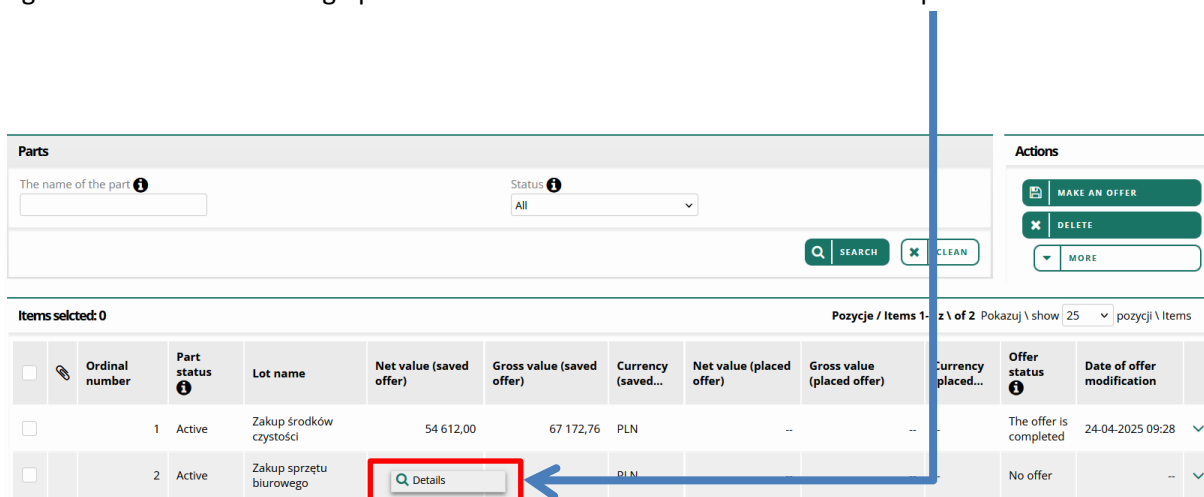 Parts
Actions
The name of the part
Status
All
MAKE AN OFFER
DELETE
MORE
SEARCH
CLEAN
Items selcted: 0
Pozycje / Items 1- z \ of 2 Pokazuj \ show 25 pozycji \ Items
Ordinal number
Part status
Lot name
Net value (saved offer)
Gross value (saved offer)
Currency (saved...
Net value (placed offer)
Gross value (placed offer)
Currency placed...
Offer status
Date of offer modification
1 Active Zakup środków czystości 54 612,00 67 172,76 PLN -- -- -- The offer is completed 24-04-2025 09:28
2 Active Zakup sprzętu biurowego Details PLN -- -- -- No offer --